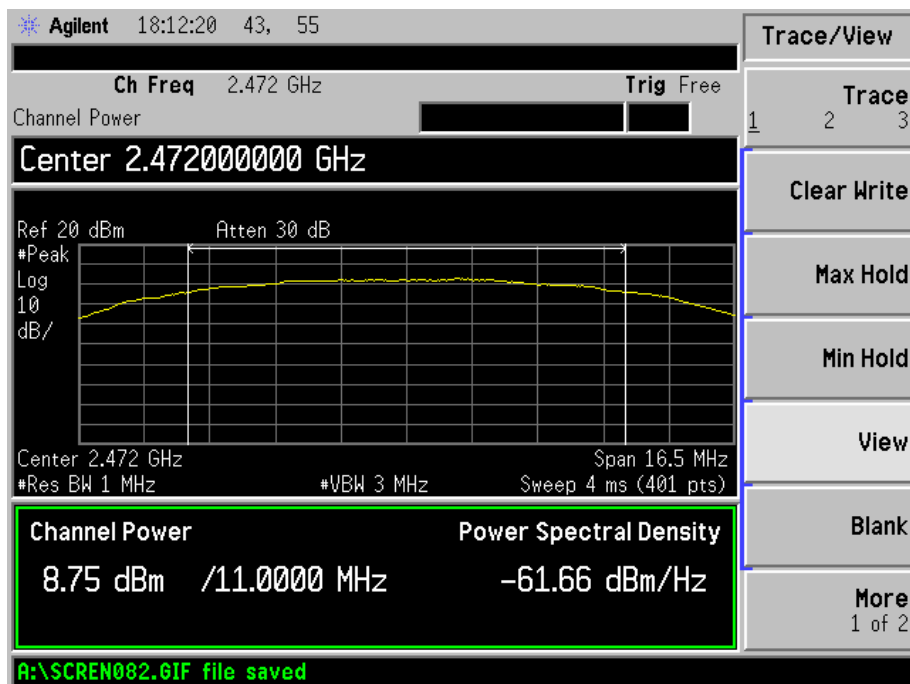 Agilent 18:12:20 43, 55
Trace/View
Ch Freq 2.472 GHz Trig Free
Channel Power
Trace
1 2 3
Center 2.472000000 GHz
Clear Write
Ref 20 dBm Atten 30 dB
#Peak
Log
10
dB/
Max Hold
Min Hold
View
Center 2.472 GHz Span 16.5 MHz
#Res BW 1 MHz #VBW 3 MHz Sweep 4 ms (401 pts)
Channel Power Power Spectral Density
8.75 dBm /11.0000 MHz -61.66 dBm/Hz
Blank
More
1 of 2
A:\SCREN082.GIF file saved